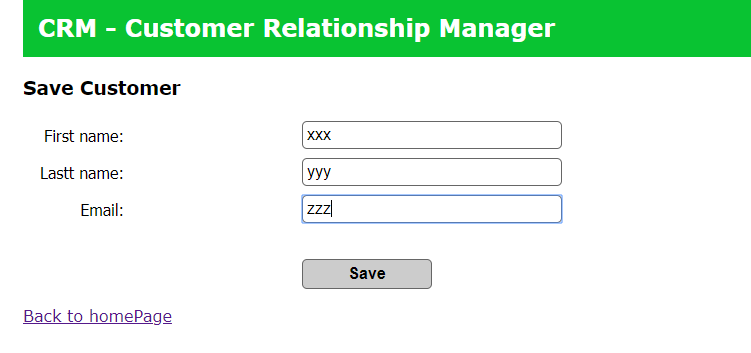 CRM - Customer Relationship Manager
Save Customer
First name: xxx
Lastt name: yyy
Email: zzz
Save
Back to homePage